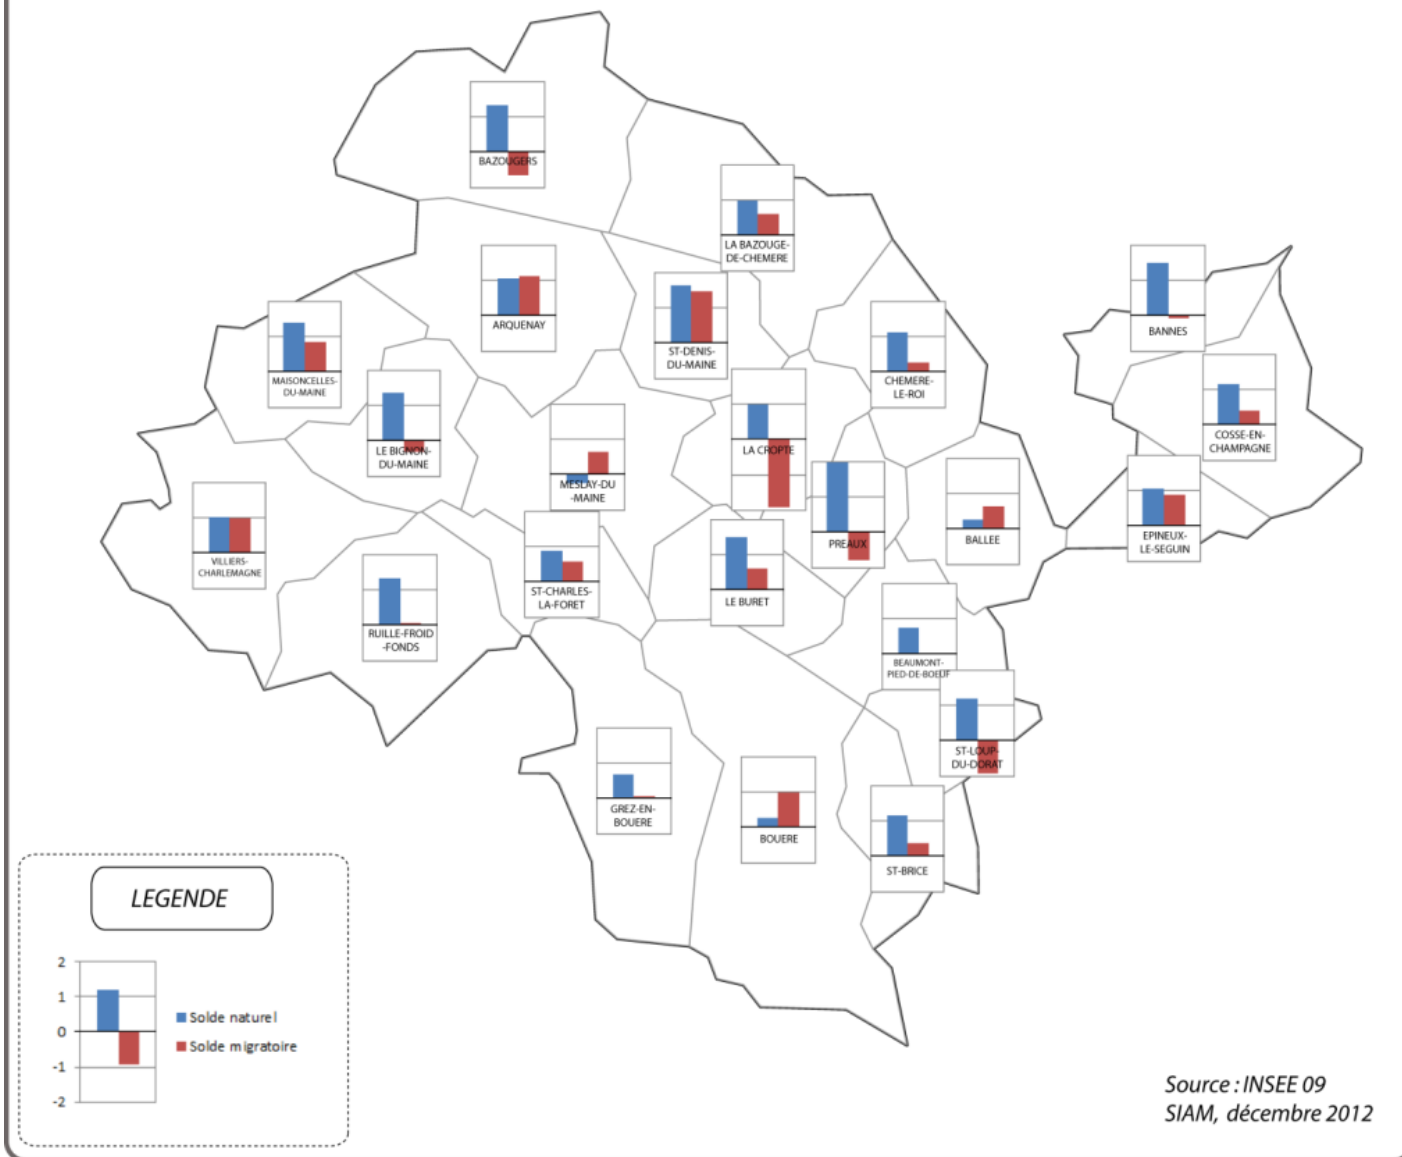 BAZOUGERS
LA BAZOUGE-
DE-CHEMERE
ARQUENAY
BANNES
ST-DENIS-
DU-MAINE
MAISONCELLES-
DU-MAINE
CHEMERE-
LE-ROI
COSSE-EN-
CHAMPAGNE
LE BIGNON-
DU-MAINE
LA CROPTE
MESLAY-DU
-MAINE
PREAUX
BALLEE
EPINEUX-
LE-SEGUIN
VILLIERS-
CHARLEMAGNE
ST-CHARLES-
LA-FORET
LE BURET
RUILLE-FROID
-FONDS
BEAUMONT-
PIED-DE-BOEUF
ST-LOUP-
DU-DORAT
GREZ-EN-
BOUERE
BOUERE
ST-BRICE
LEGENDE
2
1
0
-1
-2
Solde naturel
Solde migratoire
Source : INSEE 09
SIAM, décembre 2012